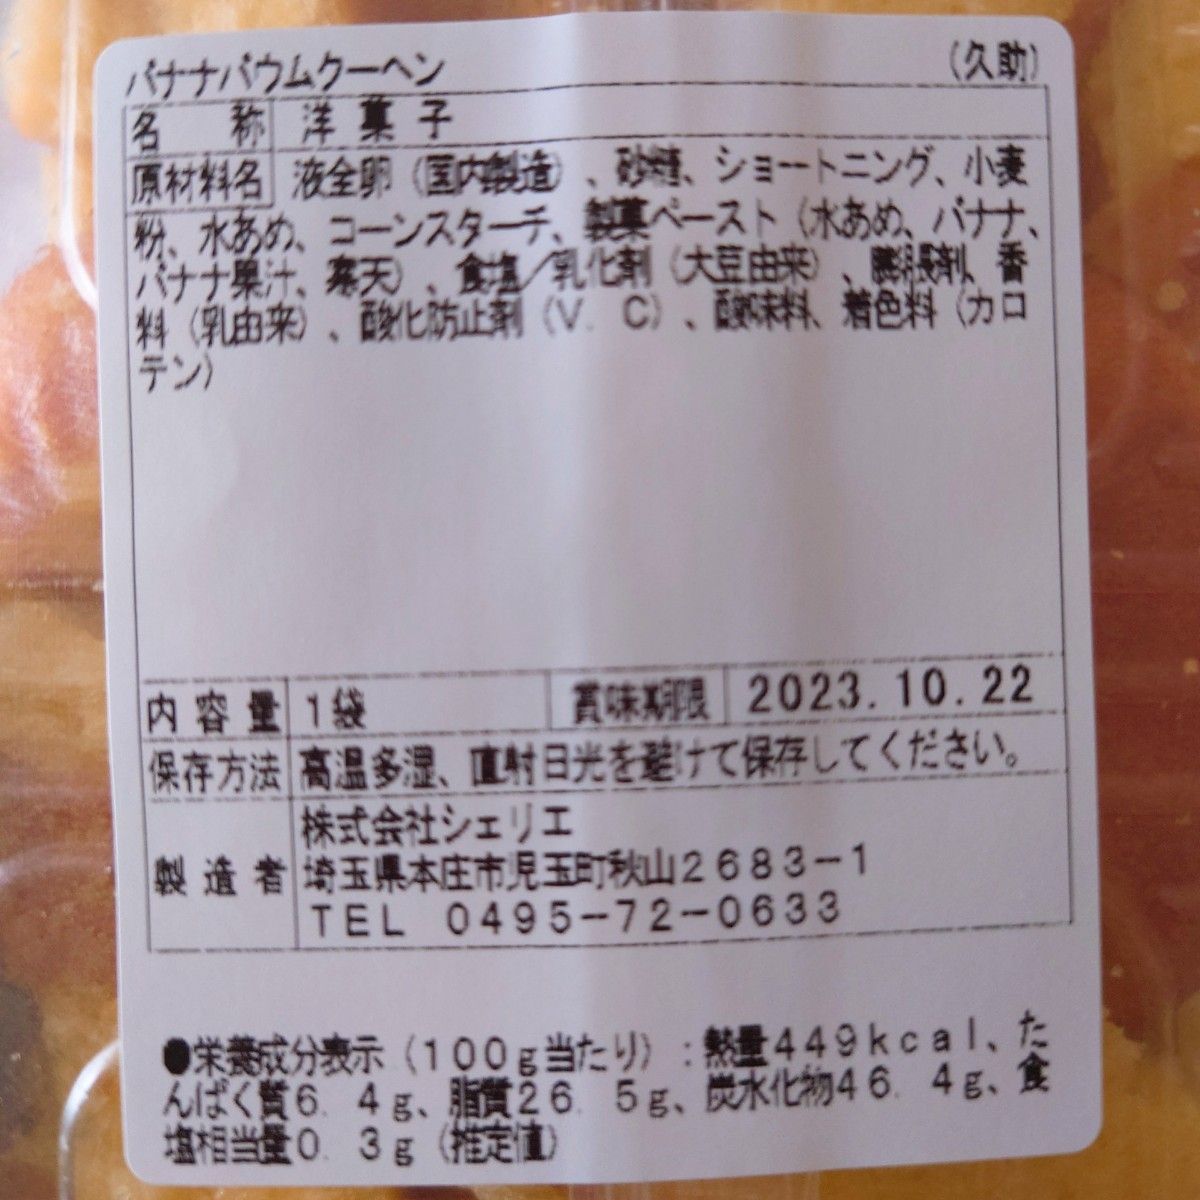 バナナバウムクーヘン （久助）
名称 洋菓子
原材料名 液全卵（国内製造）、砂糖、ショートニング、小麦
粉、水あめ、コーンスターチ、製菓ペースト（水あめ、バナナ、
バナナ果汁、寒天）、食塩／乳化剤（大豆由来）、膨張剤、香
料（乳由来）、酸化防止剤（V．C）、酸味料、着色料（カロ
テン）
内容量 1袋 賞味期限 2023.10.22
保存方法 高温多湿、直射日光を避けて保存してください。
製造者 株式会社シェリエ
埼玉県本庄市児玉町秋山2683-1
TEL 0495-72-0633
●栄養成分表示（100g当たり）：熱量449kcal、た
んぱく質6．4g、脂質26．5g、炭水化物46．4g、食
塩相当量0．3g（推定値）